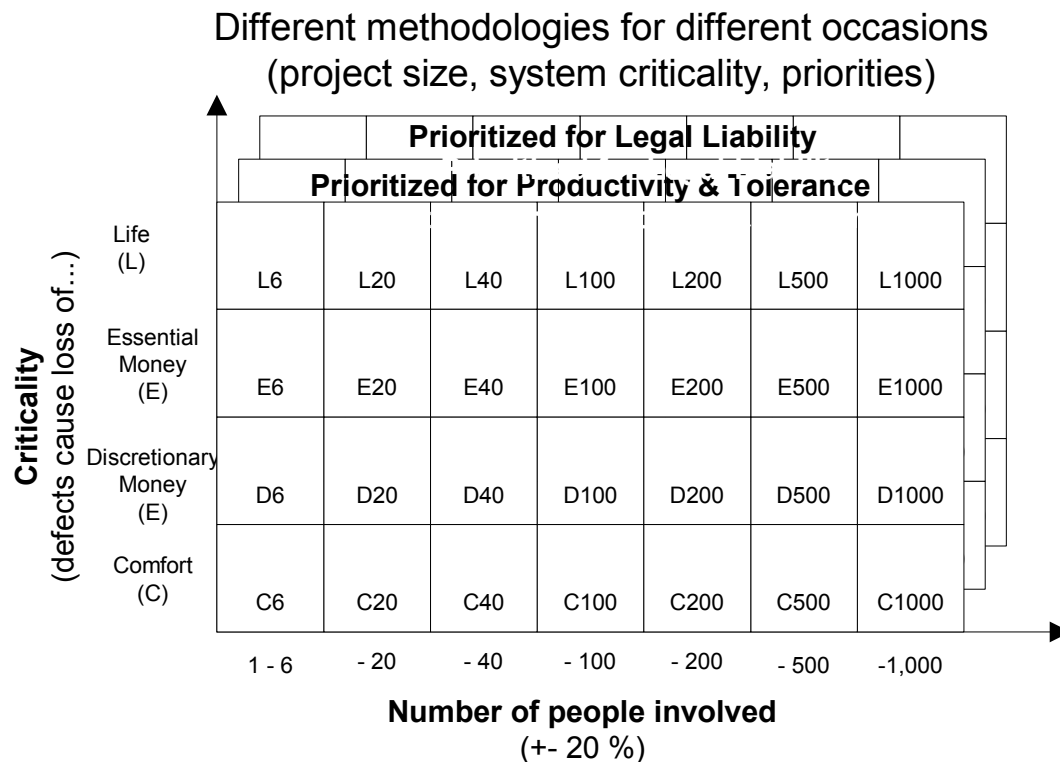 Different methodologies for different occasions
(project size, system criticality, priorities)
Prioritized for Legal Liability
Prioritized for Productivity & Tolerance
Criticality
(defects cause loss of...)
Life
(L)
L6 L20 L40 L100 L200 L500 L1000
Essential
Money
(E)
E6 E20 E40 E100 E200 E500 E1000
Discretionary
Money
(E)
D6 D20 D40 D100 D200 D500 D1000
Comfort
(C)
C6 C20 C40 C100 C200 C500 C1000
1 - 6 - 20 - 40 - 100 - 200 - 500 -1,000
Number of people involved
(+- 20 %)